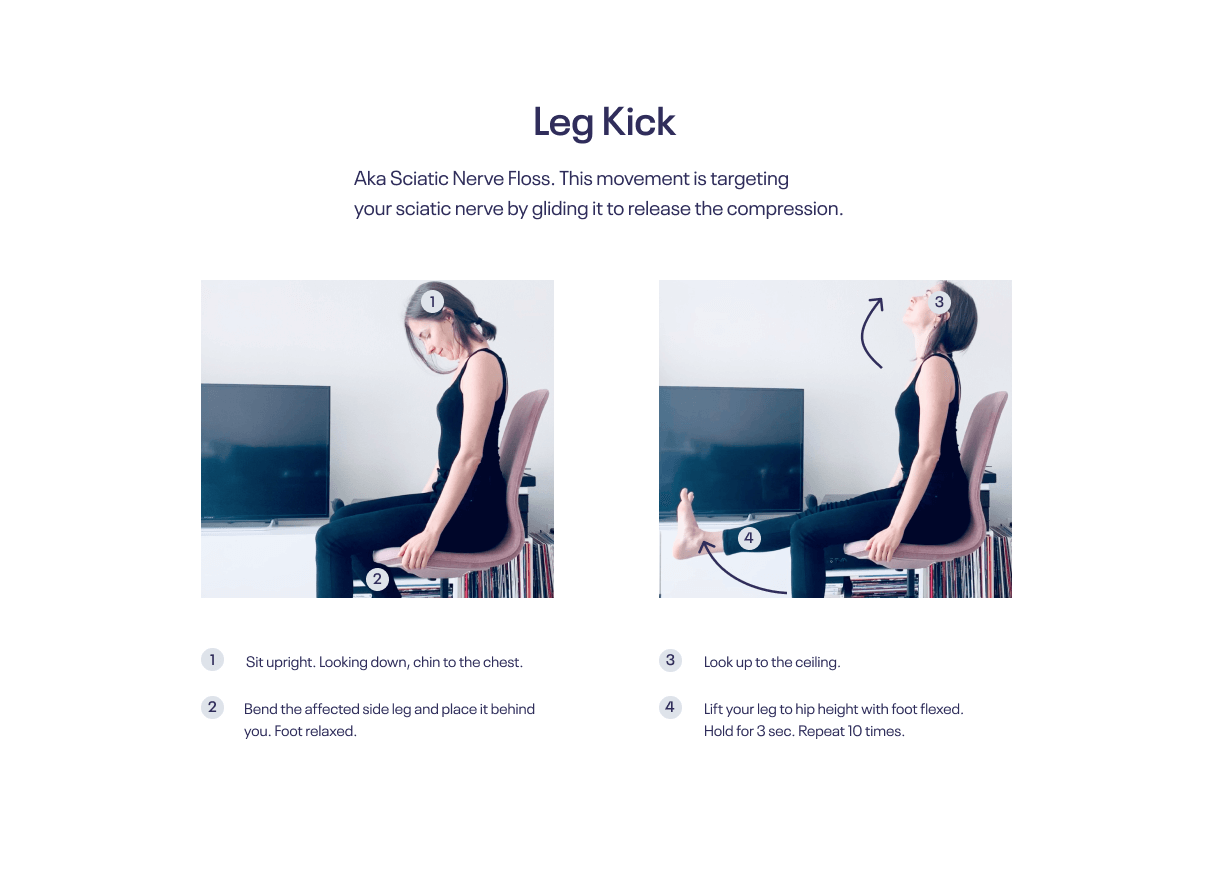 Leg Kick
Aka Sciatic Nerve Floss. This movement is targeting
your sciatic nerve by gliding it to release the compression.
1
3
4
2
1 Sit upright. Looking down, chin to the chest.
2 Bend the affected side leg and place it behind
you. Foot relaxed.
3 Look up to the ceiling.
4 Lift your leg to hip height with foot flexed.
Hold for 3 sec. Repeat 10 times.